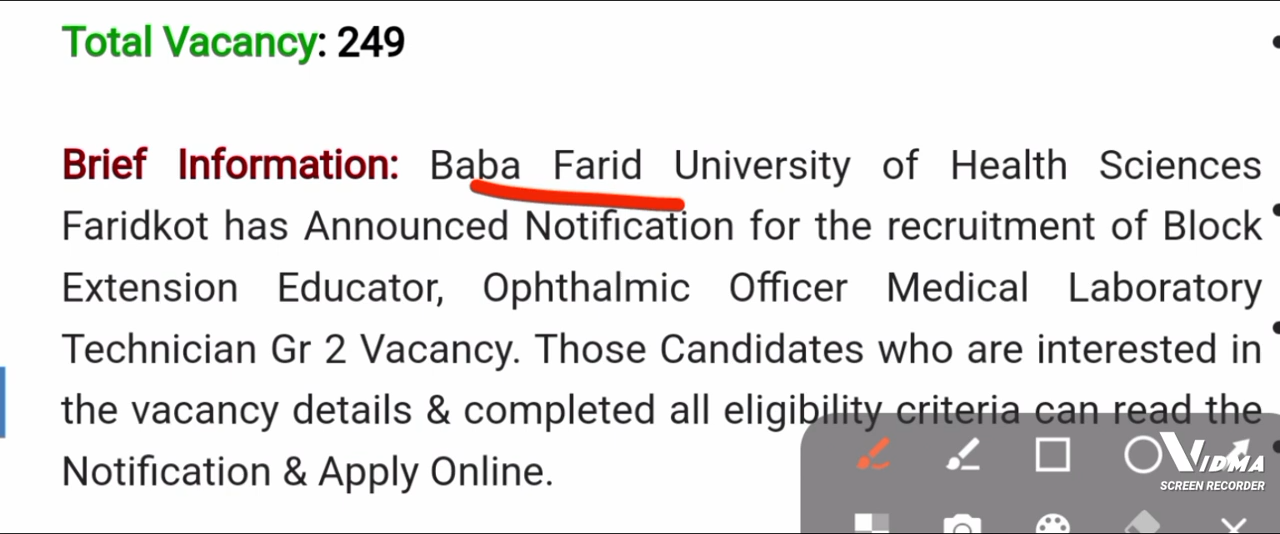 Total Vacancy: 249
Brief Information: Baba Farid University of Health Sciences
Faridkot has Announced Notification for the recruitment of Block
Extension Educator, Ophthalmic Officer Medical Laboratory
Technician Gr 2 Vacancy. Those Candidates who are interested in
the vacancy details & completed all eligibility criteria can read the
Notification & Apply Online.
VIDMA
SCREEN RECORDER